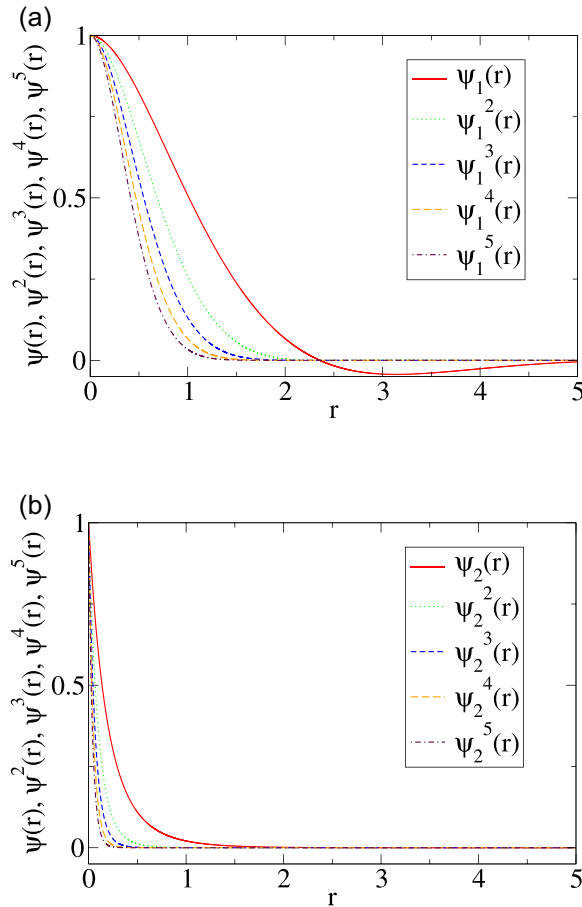 (a)
ψ(r), ψ²(r), ψ³(r), ψ⁴(r), ψ⁵(r)
1
0.5
0
0 1 2 3 4 5
r
ψ₁(r)
ψ₁²(r)
ψ₁³(r)
ψ₁⁴(r)
ψ₁⁵(r)
(b)
ψ(r), ψ²(r), ψ³(r), ψ⁴(r), ψ⁵(r)
1
0.5
0
0 1 2 3 4 5
r
ψ₂(r)
ψ₂²(r)
ψ₂³(r)
ψ₂⁴(r)
ψ₂⁵(r)